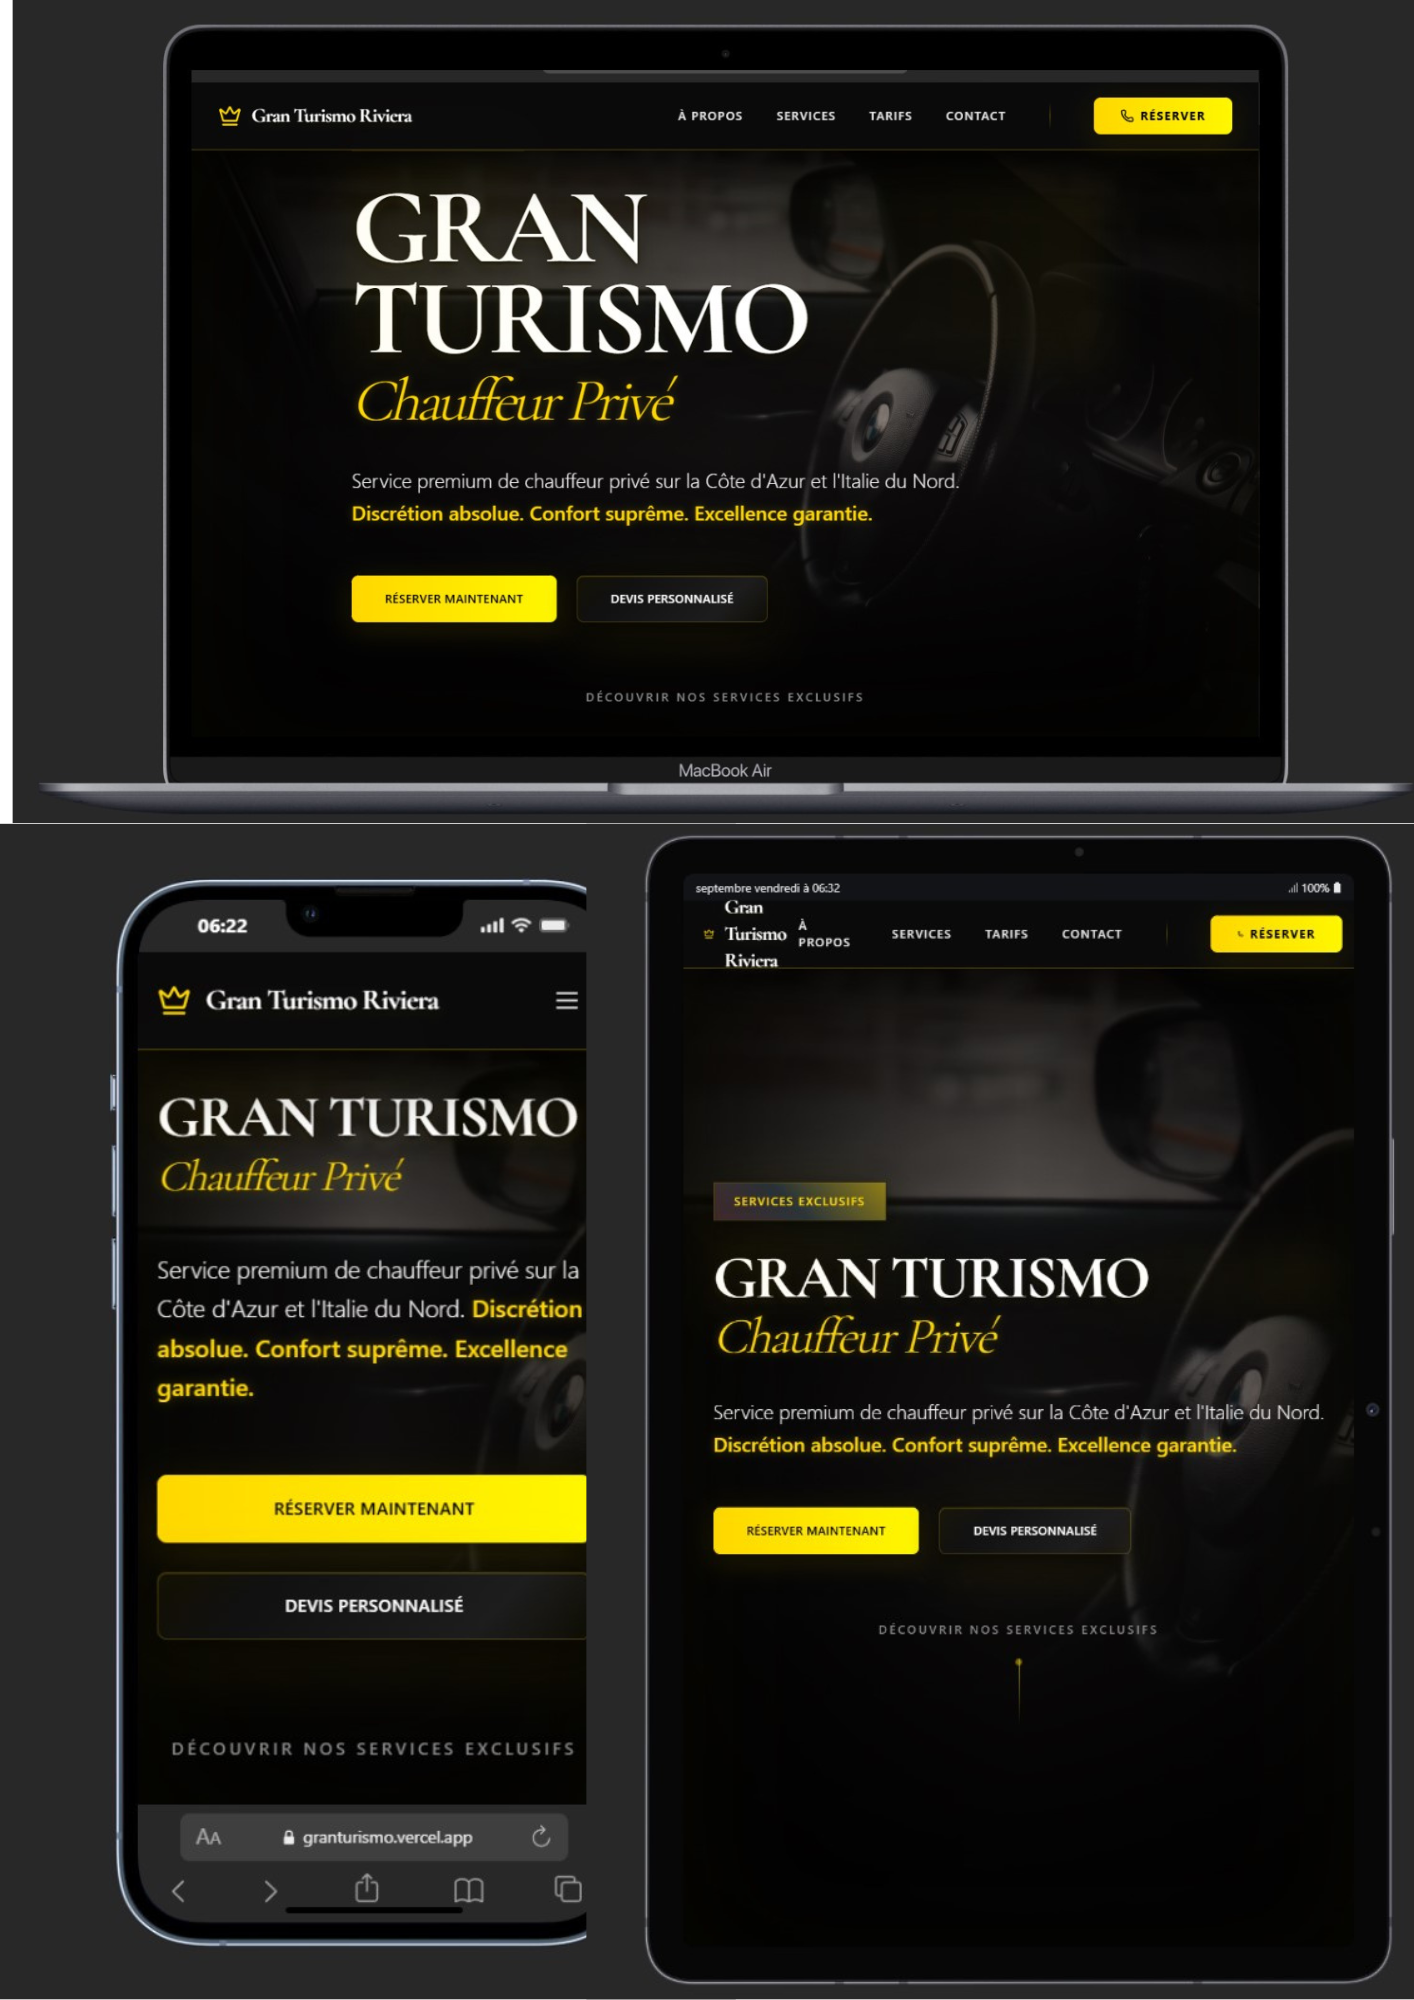 Gran Turismo Riviera
À PROPOS SERVICES TARIFS CONTACT RÉSERVER
GRAN
TURISMO
Chauffeur Privé
Service premium de chauffeur privé sur la Côte d'Azur et l'Italie du Nord.
Discrétion absolue. Confort suprême. Excellence garantie.
RÉSERVER MAINTENANT DEVIS PERSONNALISÉ
DÉCOUVRIR NOS SERVICES EXCLUSIFS
MacBook Air
06:22
Gran Turismo Riviera
GRAN TURISMO
Chauffeur Privé
Service premium de chauffeur privé sur la
Côte d'Azur et l'Italie du Nord. Discrétion
absolue. Confort suprême. Excellence
garantie.
RÉSERVER MAINTENANT
DEVIS PERSONNALISÉ
DÉCOUVRIR NOS SERVICES EXCLUSIFS
AA granturismo.vercel.app
septembre vendredi à 06:32 100%
Gran
Turismo
Riviera
À
PROPOS
SERVICES TARIFS CONTACT RÉSERVER
SERVICES EXCLUSIFS
GRAN TURISMO
Chauffeur Privé
Service premium de chauffeur privé sur la Côte d'Azur et l'Italie du Nord.
Discrétion absolue. Confort suprême. Excellence garantie.
RÉSERVER MAINTENANT DEVIS PERSONNALISÉ
DÉCOUVRIR NOS SERVICES EXCLUSIFS